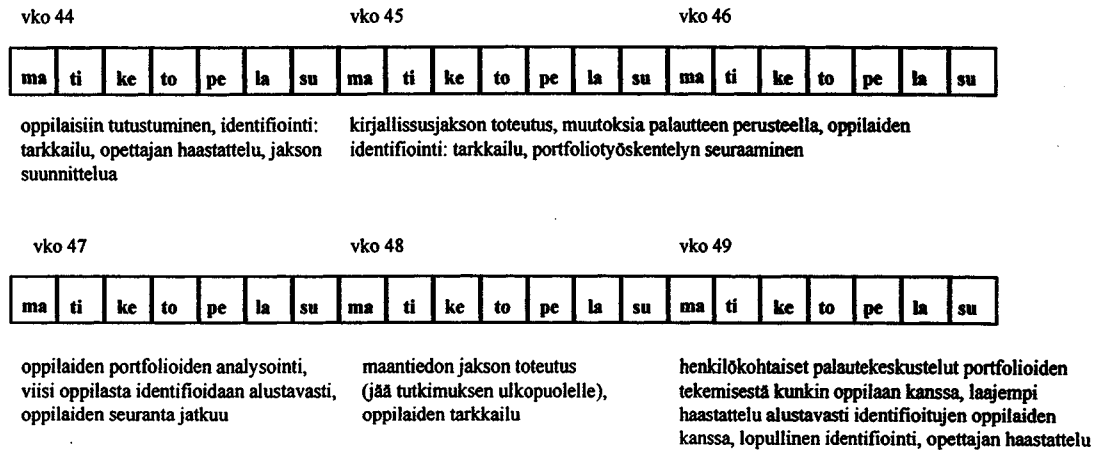 vko 44 vko 45 vko 46
ma ti ke to pe la su ma ti ke to pe la su ma ti ke to pe la su
oppilaisiin tutustuminen, identifiointi:
tarkkailu, opettajan haastattelu, jakson
suunnittelua
kirjallissusjakson toteutus, muutoksia palautteen perusteella, oppilaiden
identifiointi: tarkkailu, portfoliotyöskentelyn seuraaminen
vko 47 vko 48 vko 49
ma ti ke to pe la su ma ti ke to pe la su ma ti ke to pe la su
oppilaiden portfolioiden analysointi,
viisi oppilasta identifioidaan alustavasti,
oppilaiden seuranta jatkuu
maantiedon jakson toteutus
(jää tutkimuksen ulkopuolelle),
oppilaiden tarkkailu
henkilökohtaiset palautekeskustelut portfolioiden
tekemisestä kunkin oppilaan kanssa, laajempi
haastattelu alustavasti identifioitujen oppilaiden
kanssa, lopullinen identifiointi, opettajan haastattelu